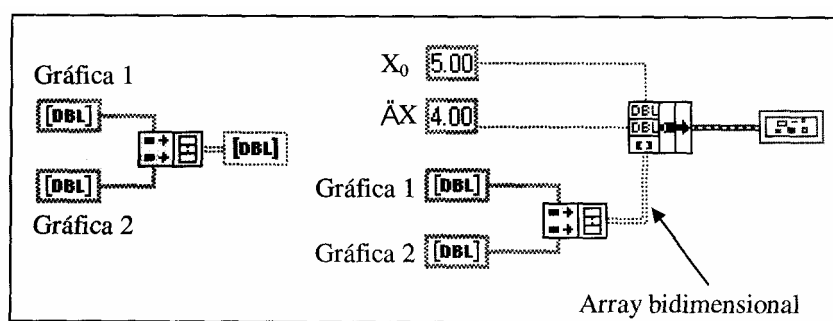 Gráfica 1
[DBL]
[DBL]
[DBL]
Gráfica 2
X₀ 5.00
ÄX 4.00
DBL
DBL
Gráfica 1 [DBL]
Gráfica 2 [DBL]
Array bidimensional